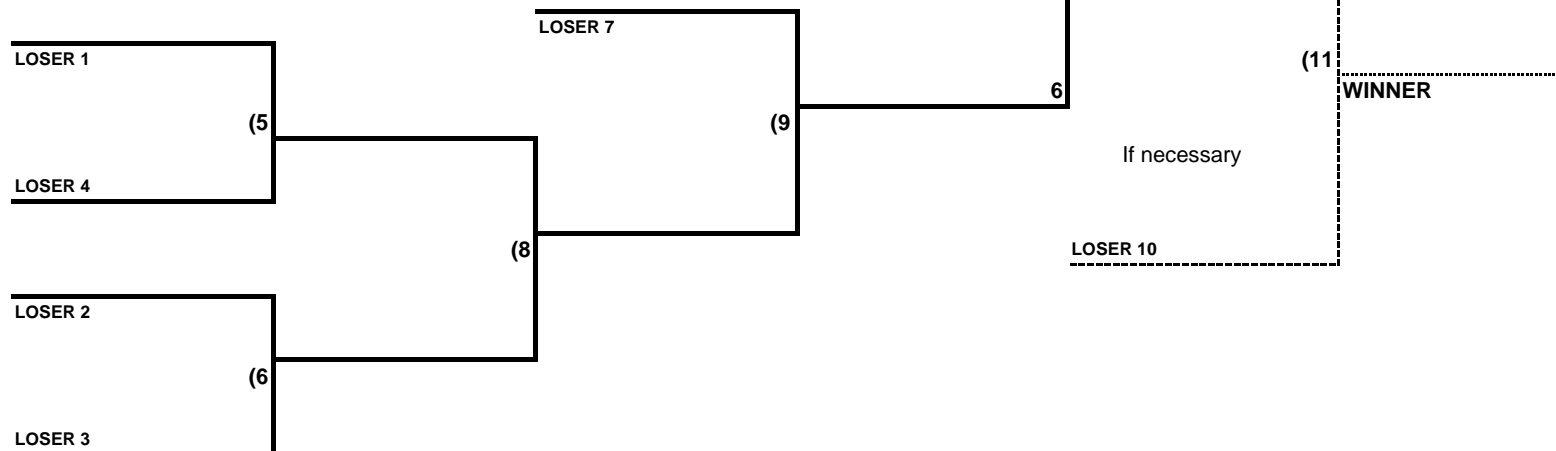 LOSER 7
LOSER 1
(11
6
WINNER
(5
(9
If necessary
LOSER 4
(8
LOSER 10
LOSER 2
(6
LOSER 3